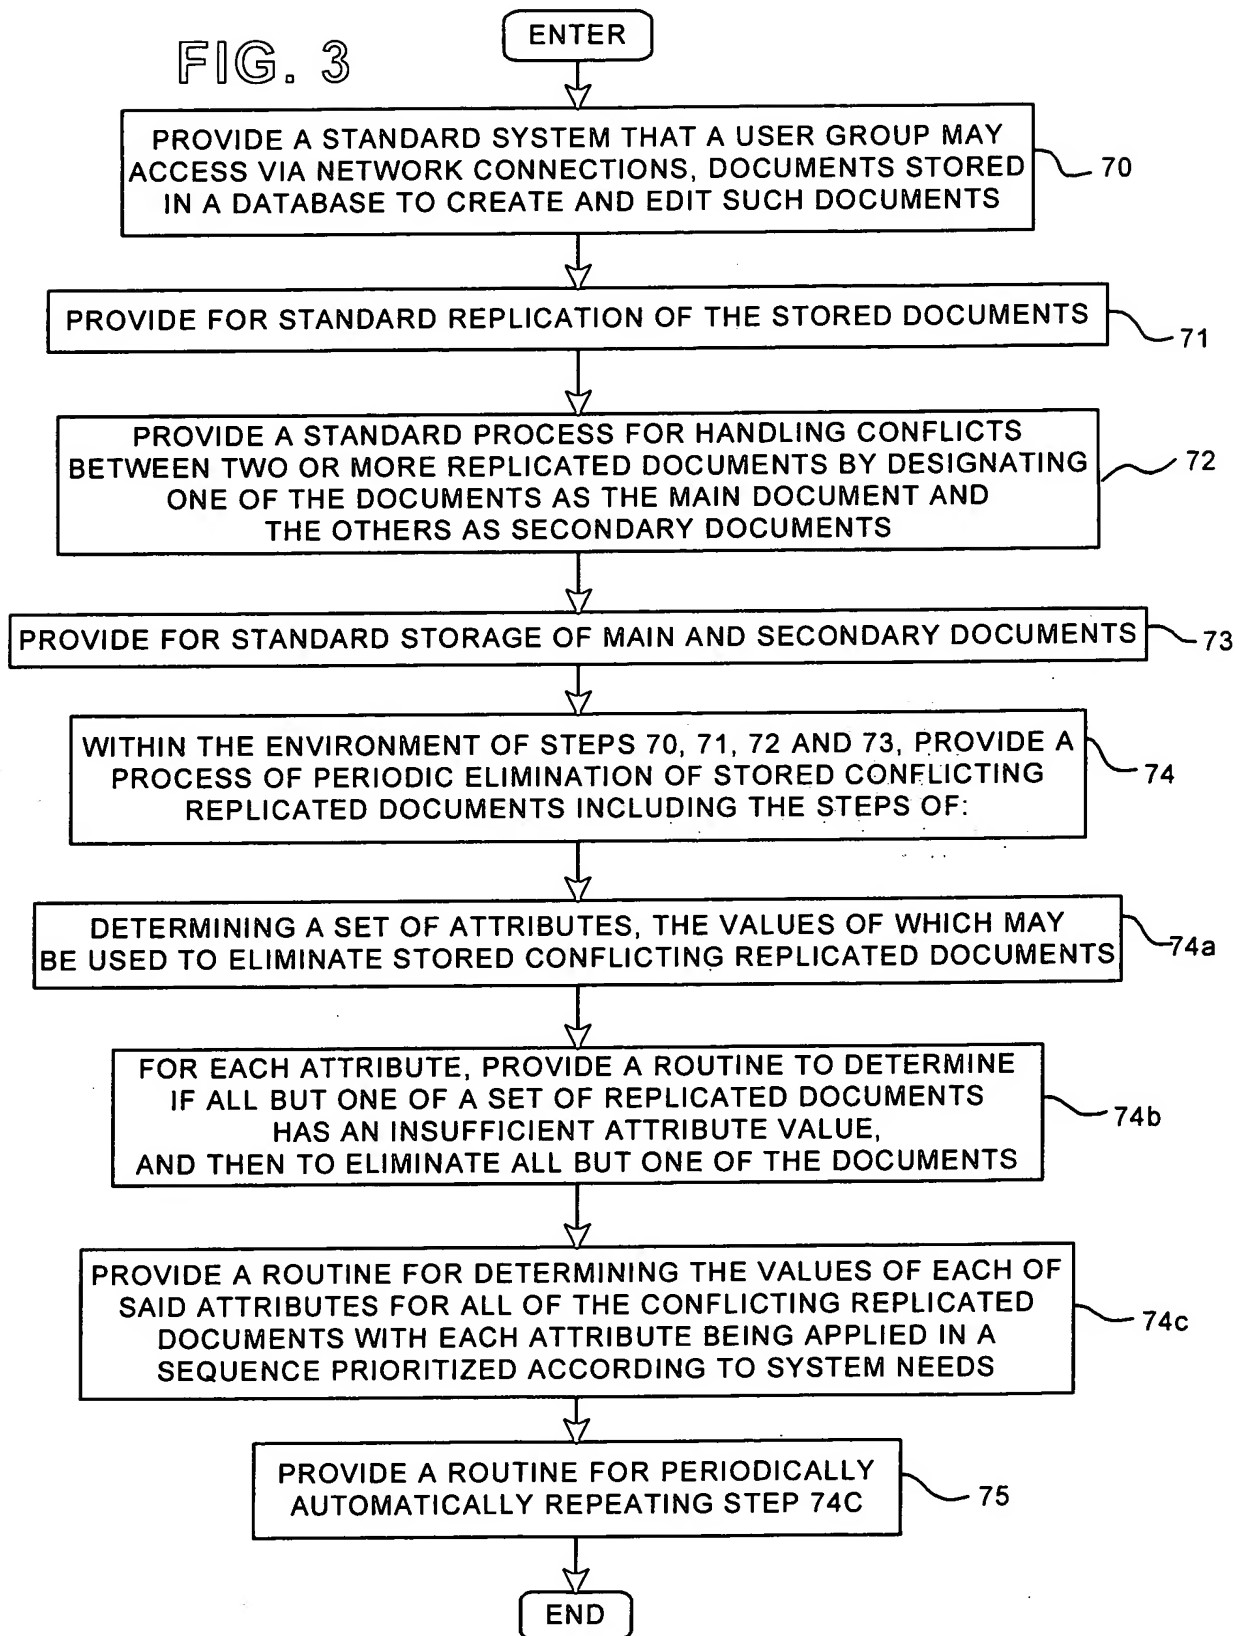 FIG. 3
ENTER
PROVIDE A STANDARD SYSTEM THAT A USER GROUP MAY
ACCESS VIA NETWORK CONNECTIONS, DOCUMENTS STORED
IN A DATABASE TO CREATE AND EDIT SUCH DOCUMENTS
70
PROVIDE FOR STANDARD REPLICATION OF THE STORED DOCUMENTS
71
PROVIDE A STANDARD PROCESS FOR HANDLING CONFLICTS
BETWEEN TWO OR MORE REPLICATED DOCUMENTS BY DESIGNATING
ONE OF THE DOCUMENTS AS THE MAIN DOCUMENT AND
THE OTHERS AS SECONDARY DOCUMENTS
72
PROVIDE FOR STANDARD STORAGE OF MAIN AND SECONDARY DOCUMENTS
73
WITHIN THE ENVIRONMENT OF STEPS 70, 71, 72 AND 73, PROVIDE A
PROCESS OF PERIODIC ELIMINATION OF STORED CONFLICTING
REPLICATED DOCUMENTS INCLUDING THE STEPS OF:
74
DETERMINING A SET OF ATTRIBUTES, THE VALUES OF WHICH MAY
BE USED TO ELIMINATE STORED CONFLICTING REPLICATED DOCUMENTS
74a
FOR EACH ATTRIBUTE, PROVIDE A ROUTINE TO DETERMINE
IF ALL BUT ONE OF A SET OF REPLICATED DOCUMENTS
HAS AN INSUFFICIENT ATTRIBUTE VALUE,
AND THEN TO ELIMINATE ALL BUT ONE OF THE DOCUMENTS
74b
PROVIDE A ROUTINE FOR DETERMINING THE VALUES OF EACH OF
SAID ATTRIBUTES FOR ALL OF THE CONFLICTING REPLICATED
DOCUMENTS WITH EACH ATTRIBUTE BEING APPLIED IN A
SEQUENCE PRIORITIZED ACCORDING TO SYSTEM NEEDS
74c
PROVIDE A ROUTINE FOR PERIODICALLY
AUTOMATICALLY REPEATING STEP 74C
75
END